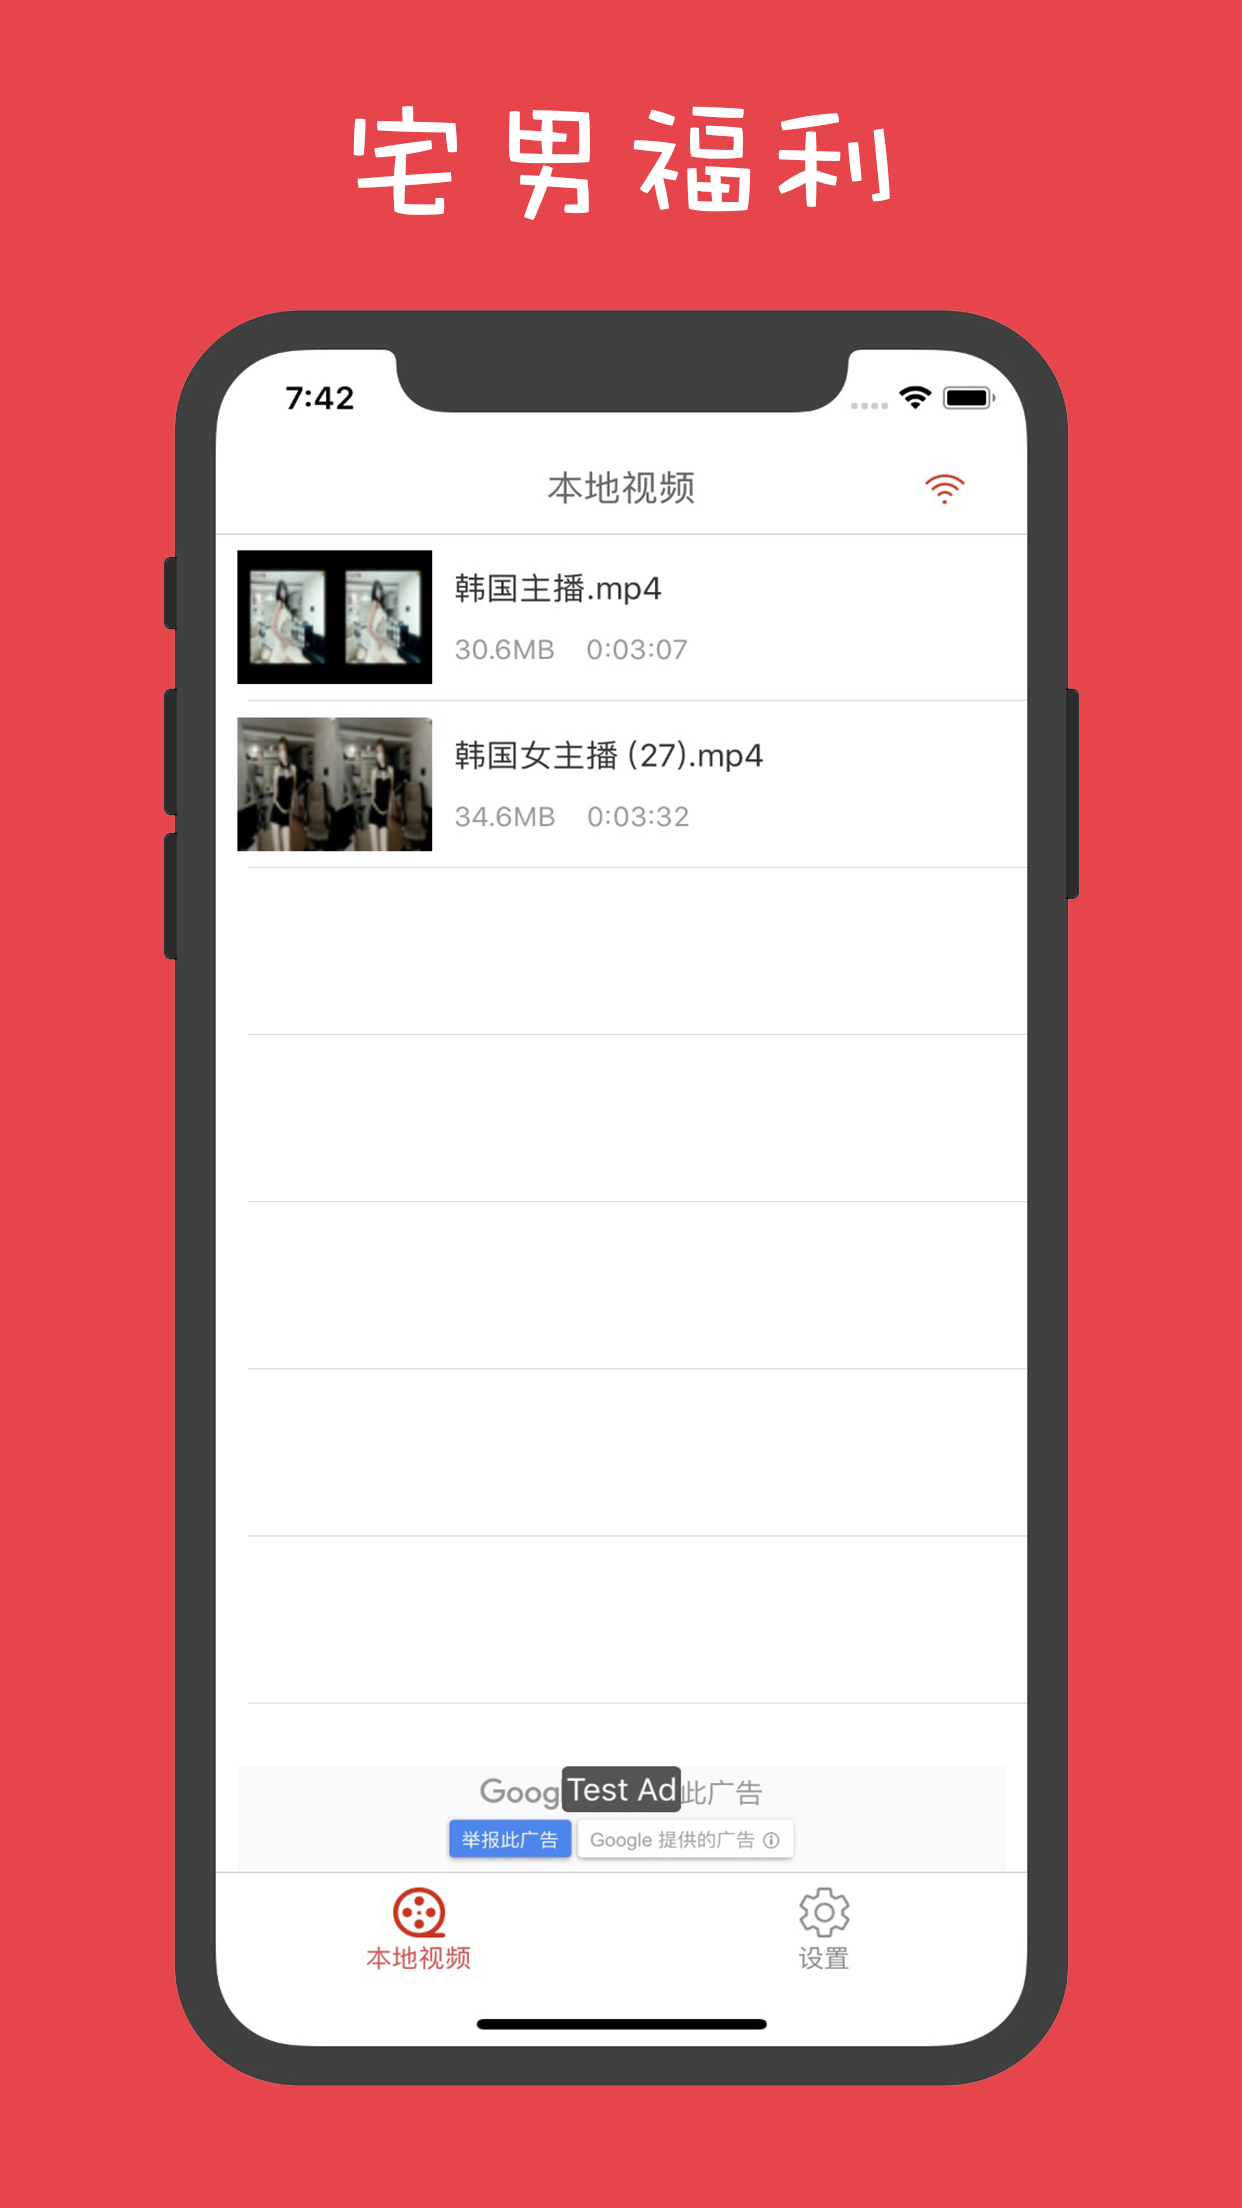 宅男福利
7:42
本地视频
韩国主播.mp4
30.6MB 0:03:07
韩国女主播 (27).mp4
34.6MB 0:03:32
Goog Test Ad 此广告
举报此广告 Google 提供的广告
本地视频 设置